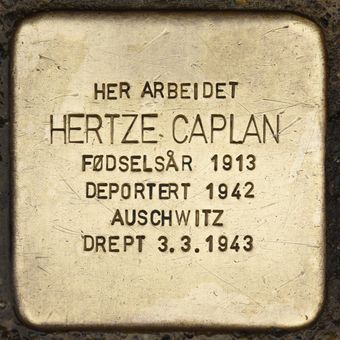 HER ARBEIDET
HERTZE CAPLAN
FØDSELSÅR 1913
DEPORTERT 1942
AUSCHWITZ
DREPT 3.3.1943